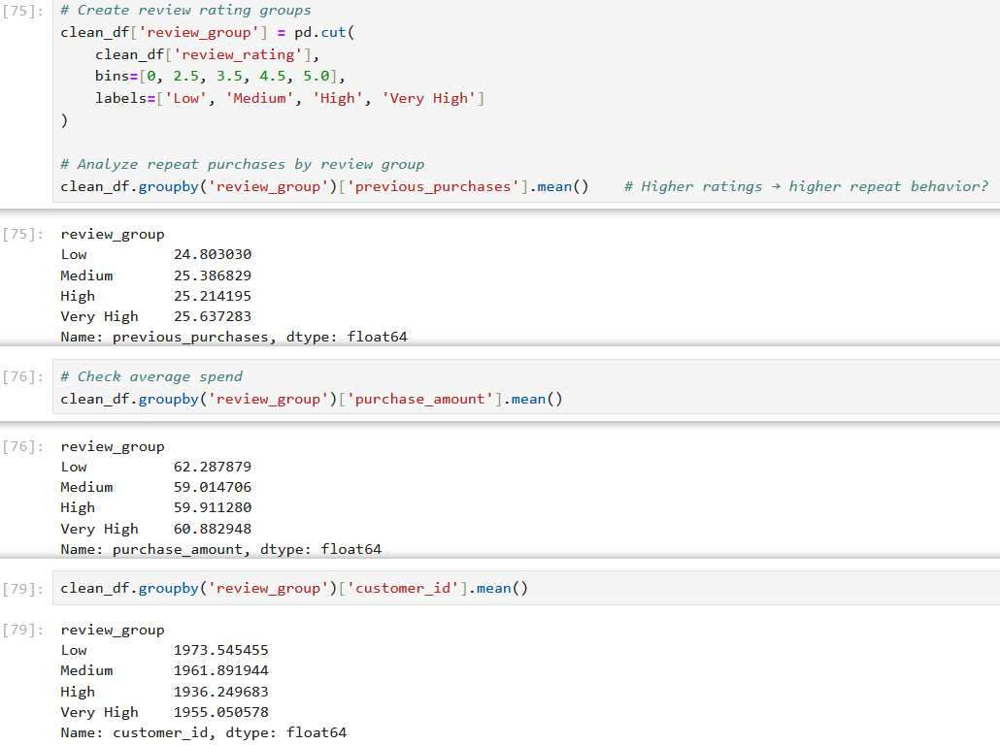 [75]: # Create review rating groups
clean_df['review_group'] = pd.cut(
    clean_df['review_rating'],
    bins=[0, 2.5, 3.5, 4.5, 5.0],
    labels=['Low', 'Medium', 'High', 'Very High']
)
# Analyze repeat purchases by review group
clean_df.groupby('review_group')['previous_purchases'].mean()    # Higher ratings → higher repeat behavior?
[75]: review_group
Low          24.803030
Medium       25.386829
High         25.214195
Very High    25.637283
Name: previous_purchases, dtype: float64
[76]: # Check average spend
clean_df.groupby('review_group')['purchase_amount'].mean()
[76]: review_group
Low          62.287879
Medium       59.014706
High         59.911280
Very High    60.882948
Name: purchase_amount, dtype: float64
[79]: clean_df.groupby('review_group')['customer_id'].mean()
[79]: review_group
Low          1973.545455
Medium       1961.891944
High         1936.249683
Very High    1955.050578
Name: customer_id, dtype: float64